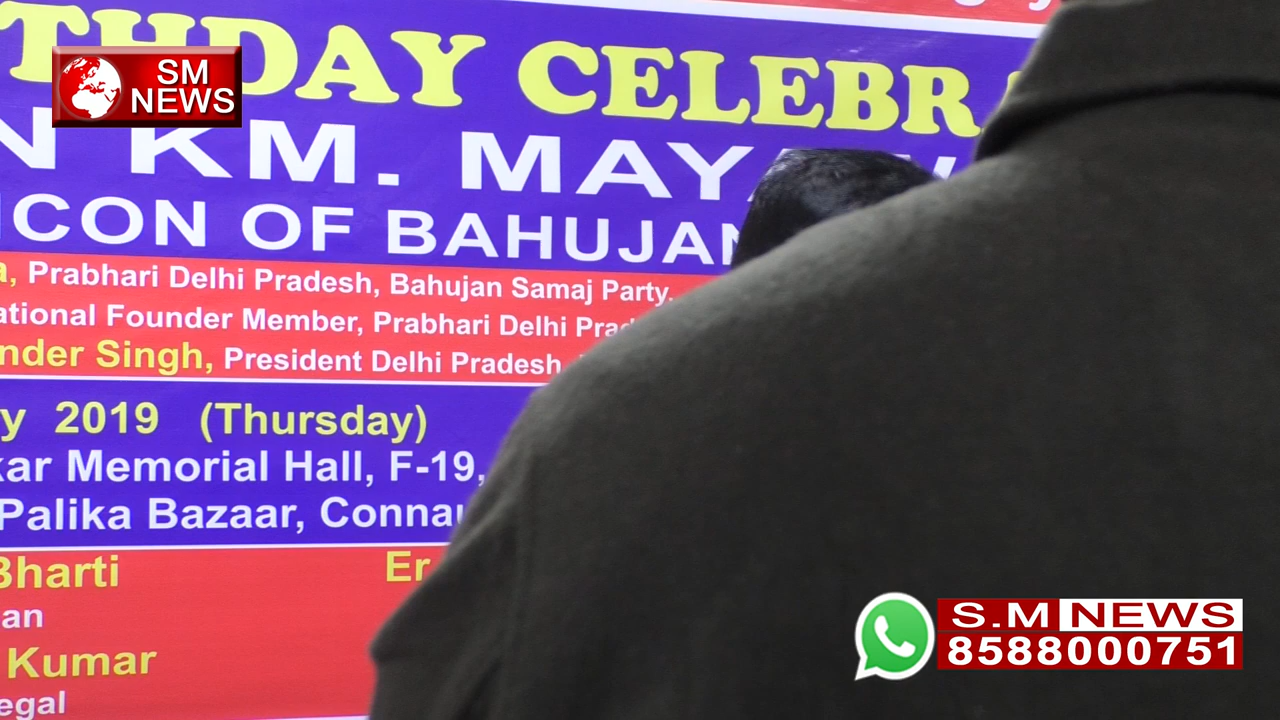 SM
NEWS
THDAY CELEBRA
N KM. MAYAW
ICON OF BAHUJAN
a, Prabhari Delhi Pradesh, Bahujan Samaj Party.
ational Founder Member, Prabhari Delhi Prad
nder Singh, President Delhi Pradesh
y 2019 (Thursday)
kar Memorial Hall, F-19,
Palika Bazaar, Connau
Bharti Er
an
Kumar
egal
S.M NEWS
8588000751